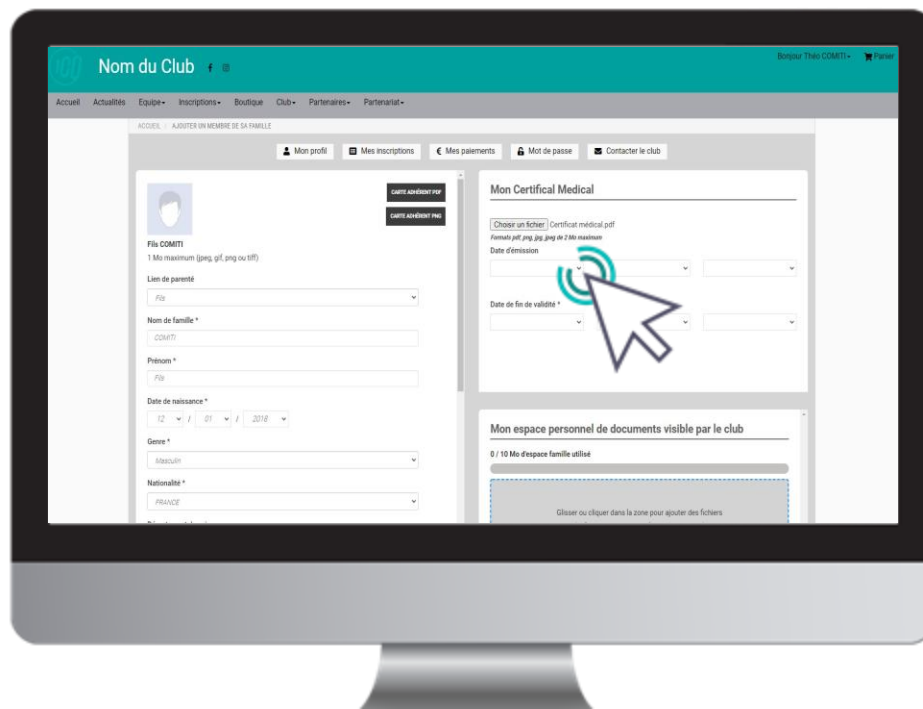 Nom du Club
Bonjour Théo COMITI
Panier
Accueil Actualités Equipe Inscriptions Boutique Club Partenaires Partenariat
ACCUEIL / AJOUTER UN MEMBRE DE SA FAMILLE
Mon profil Mes inscriptions € Mes paiements Mot de passe Contacter le club
CARTE ADHÉRENT PDF
CARTE ADHÉRENT PNG
Fils COMITI
1 Mo maximum (jpeg, gif, png ou tiff)
Lien de parenté
Fils
Nom de famille *
COMITI
Prénom *
Fils
Date de naissance *
12 / 01 / 2018
Genre *
Masculin
Nationalité *
FRANCE
Mon Certifical Medical
Choisir un fichier Certificat médical.pdf
Formats pdf, png, jpg, jpeg de 2 Mo maximum
Date d'émission
Date de fin de validité *
Mon espace personnel de documents visible par le club
0 / 10 Mo d'espace famille utilisé
Glisser ou cliquer dans la zone pour ajouter des fichiers